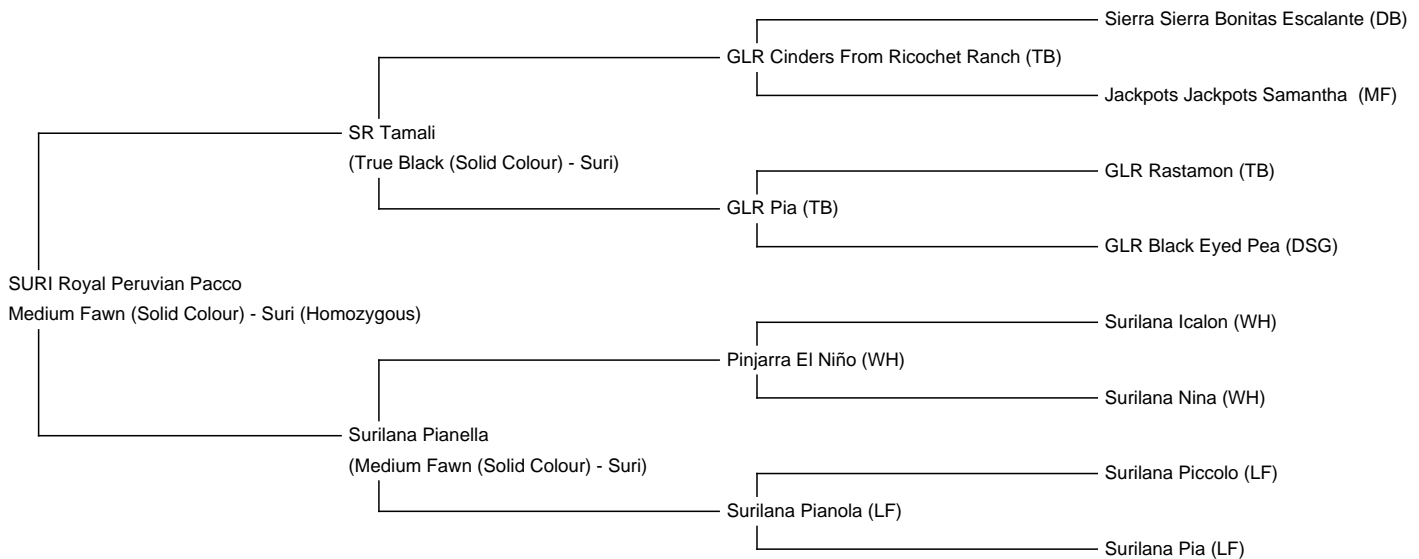 Sierra Sierra Bonitas Escalante (DB)
GLR Cinders From Ricochet Ranch (TB)
Jackpots Jackpots Samantha  (MF)
SR Tamali
(True Black (Solid Colour) - Suri)
GLR Rastamon (TB)
GLR Pia (TB)
GLR Black Eyed Pea (DSG)
SURI Royal Peruvian Pacco
Medium Fawn (Solid Colour) - Suri (Homozygous)
Surilana Icalon (WH)
Pinjarra El Niño (WH)
Surilana Nina (WH)
Surilana Pianella
(Medium Fawn (Solid Colour) - Suri)
Surilana Piccolo (LF)
Surilana Pianola (LF)
Surilana Pia (LF)